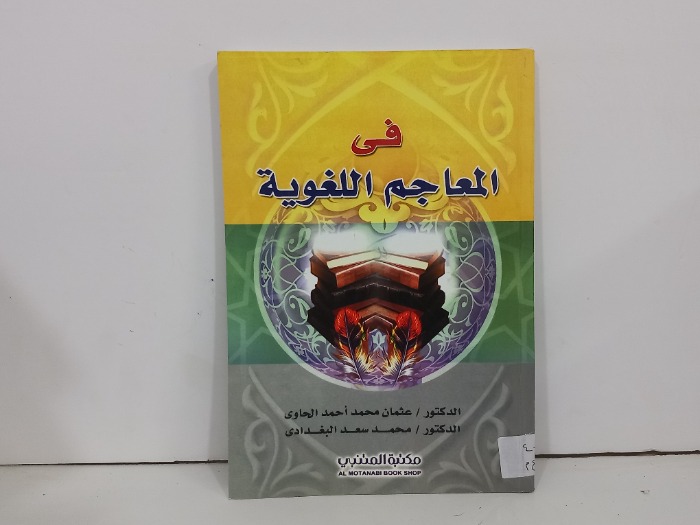 فى
المعاجم اللغوية
الدكتور / عثمان محمد أحمد الحاوى
الدكتور / محمد سعد البغدادى
مكتبة المتنبي
AL MOTANABI BOOK SHOP